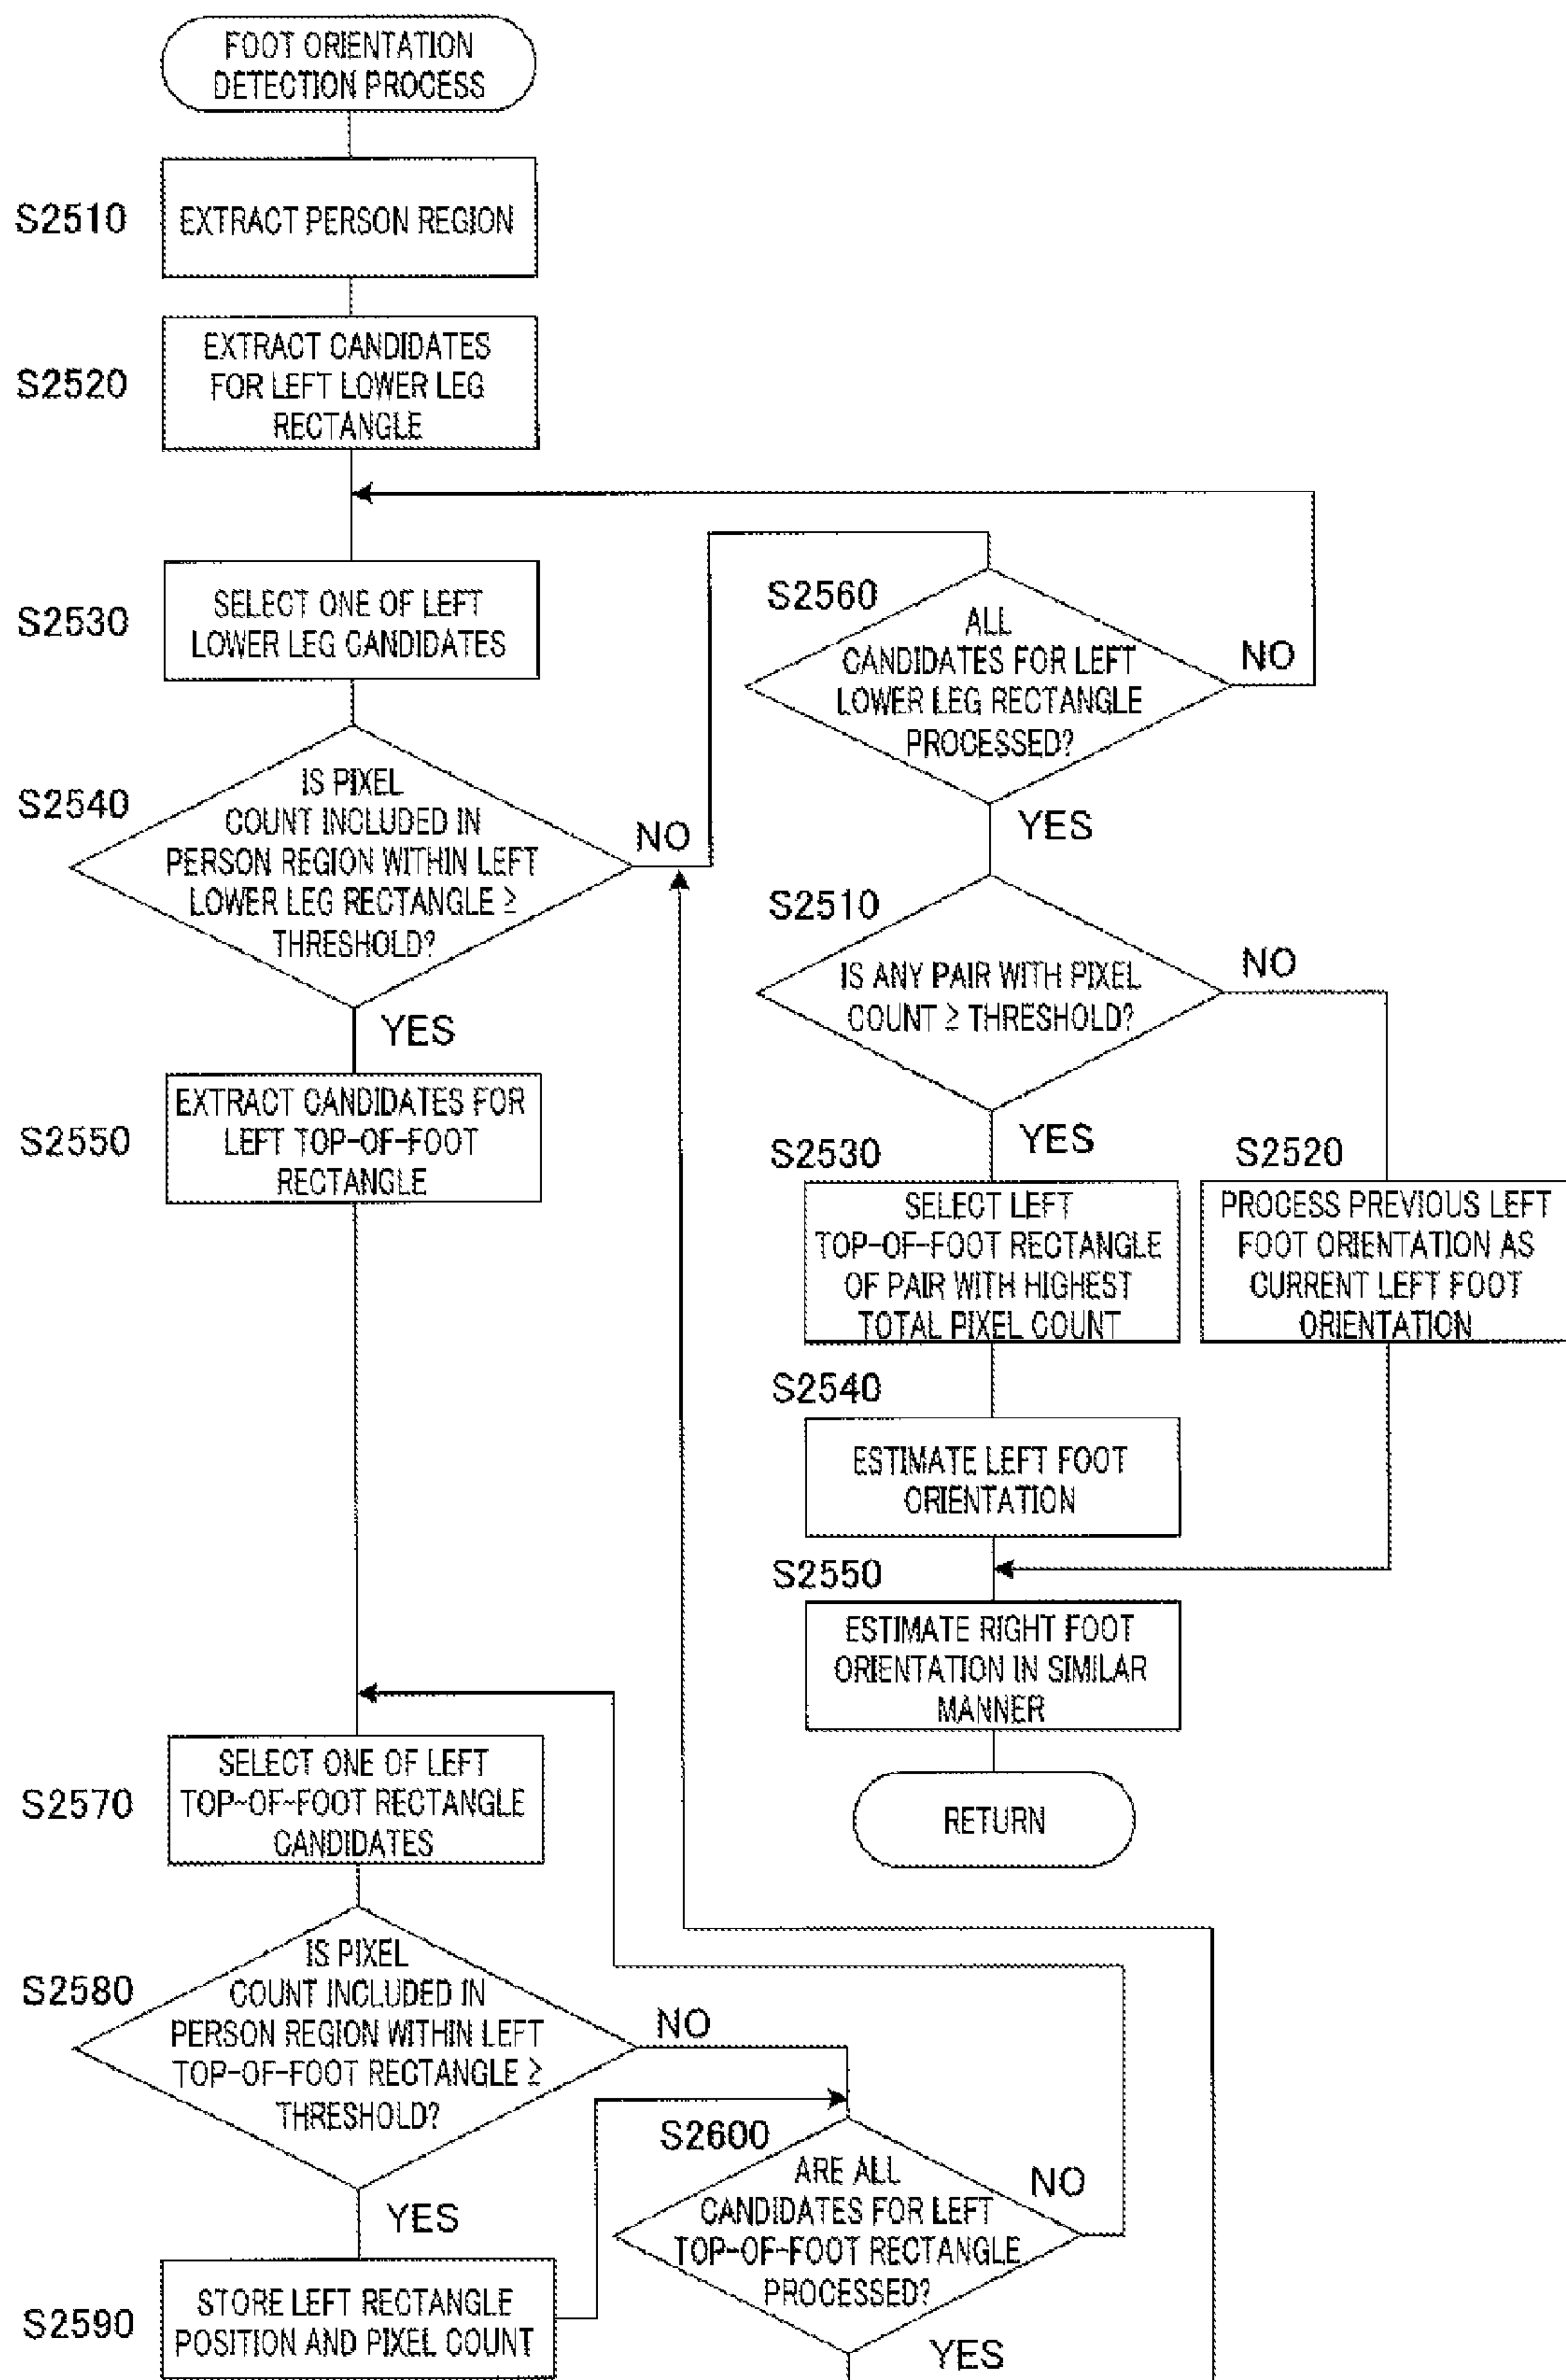 FOOT ORIENTATION
DETECTION PROCESS
S2510
EXTRACT PERSON REGION
S2520
EXTRACT CANDIDATES
FOR LEFT LOWER LEG
RECTANGLE
S2530
SELECT ONE OF LEFT
LOWER LEG CANDIDATES
S2540
IS PIXEL
COUNT INCLUDED IN
PERSON REGION WITHIN LEFT
LOWER LEG RECTANGLE ≧
THRESHOLD?
NO
YES
S2550
EXTRACT CANDIDATES FOR
LEFT TOP-OF-FOOT
RECTANGLE
S2560
ALL
CANDIDATES FOR LEFT
LOWER LEG RECTANGLE
PROCESSED?
NO
YES
S2510
IS ANY PAIR WITH PIXEL
COUNT ≧ THRESHOLD?
NO
YES
S2530
SELECT LEFT
TOP-OF-FOOT RECTANGLE
OF PAIR WITH HIGHEST
TOTAL PIXEL COUNT
S2520
PROCESS PREVIOUS LEFT
FOOT ORIENTATION AS
CURRENT LEFT FOOT
ORIENTATION
S2540
ESTIMATE LEFT FOOT
ORIENTATION
S2550
ESTIMATE RIGHT FOOT
ORIENTATION IN SIMILAR
MANNER
RETURN
S2570
SELECT ONE OF LEFT
TOP-OF-FOOT RECTANGLE
CANDIDATES
S2580
IS PIXEL
COUNT INCLUDED IN
PERSON REGION WITHIN LEFT
TOP-OF-FOOT RECTANGLE ≧
THRESHOLD?
NO
YES
S2590
STORE LEFT RECTANGLE
POSITION AND PIXEL COUNT
S2600
ARE ALL
CANDIDATES FOR LEFT
TOP-OF-FOOT RECTANGLE
PROCESSED?
NO
YES